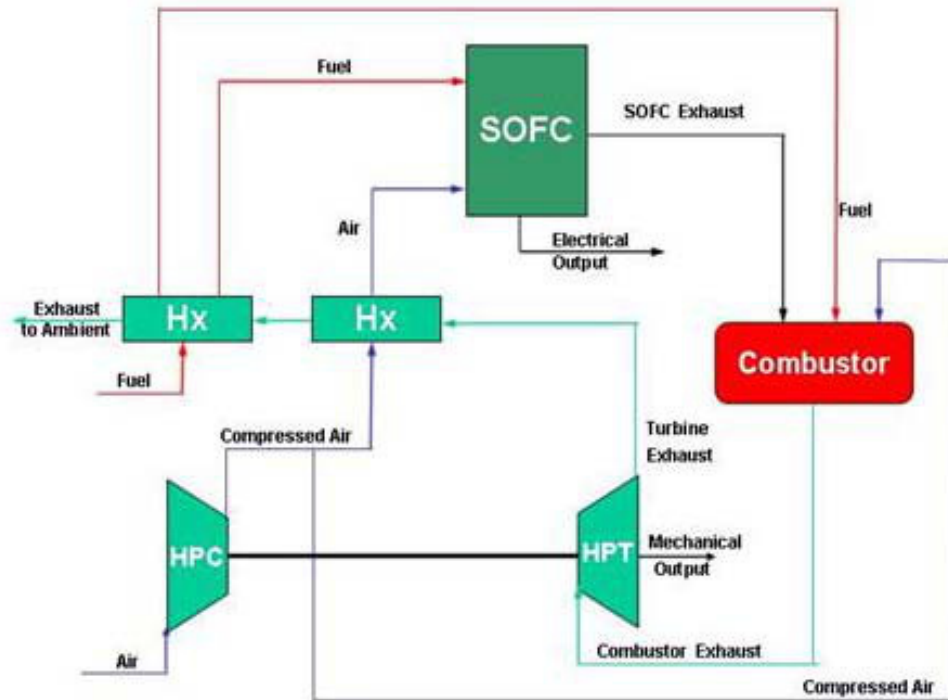 Fuel
SOFC
SOFC Exhaust
Air
Fuel
Electrical
Output
Exhaust
to Ambient
Hx
Hx
Combustor
Fuel
Compressed Air
Turbine
Exhaust
HPC
HPT
Mechanical
Output
Air
Combustor Exhaust
Compressed Air